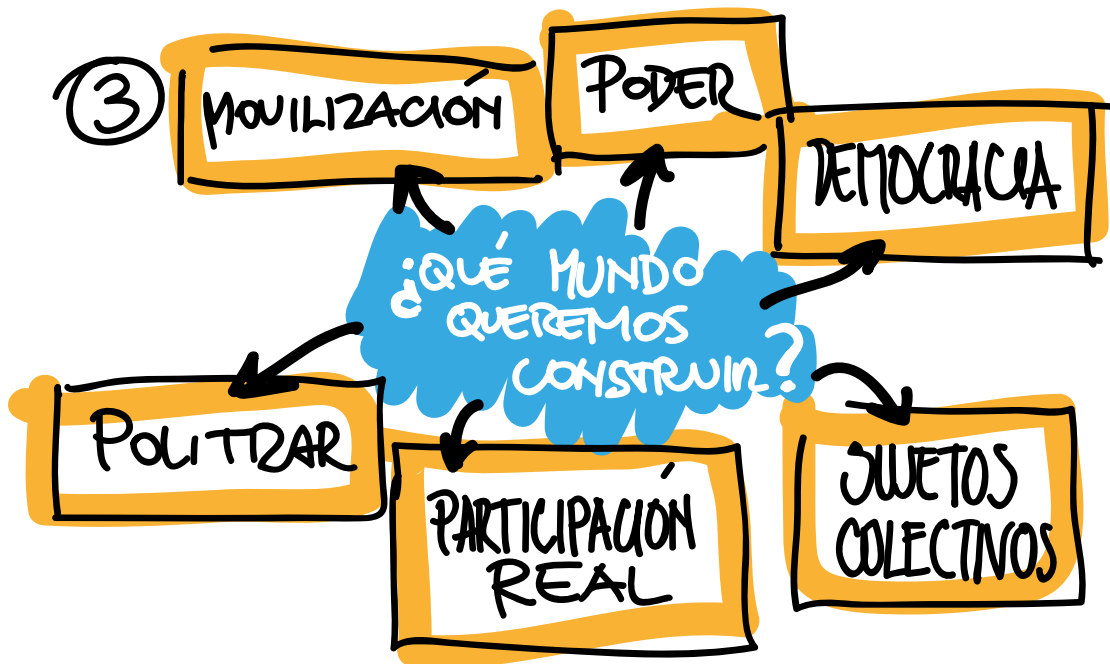 3
MOVILIZACIÓN
PODER
DEMOCRACIA
¿QUÉ MUNDO
QUEREMOS
CONSTRUIR?
POLITIZAR
PARTICIPACIÓN
REAL
SUJETOS
COLECTIVOS